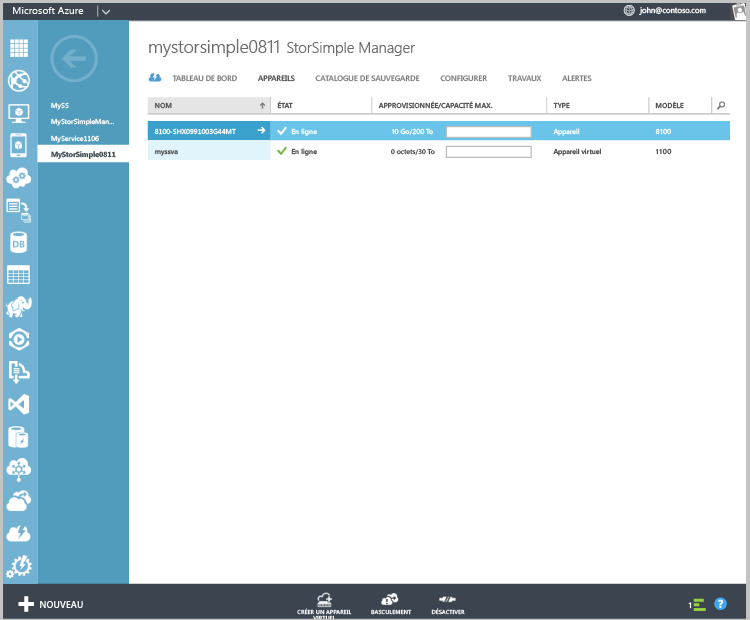 Microsoft Azure
john@contoso.com
mystorsimple0811 StorSimple Manager
TABLEAU DE BORD APPAREILS CATALOGUE DE SAUVEGARDE CONFIGURER TRAVAUX ALERTES
MySS
MyStorSimpleMan...
MyService1106
MyStorSimple0811
NOM ÉTAT APPROVISIONNÉE/CAPACITÉ MAX. TYPE MODÈLE
8100-SHX0991003G44MT En ligne 10 Go/200 To Appareil 8100
myssva En ligne 0 octets/30 To Appareil virtuel 1100
DB
NOUVEAU
CRÉER UN APPAREIL
VIRTUEL
BASCULEMENT
DÉSACTIVER
1
?